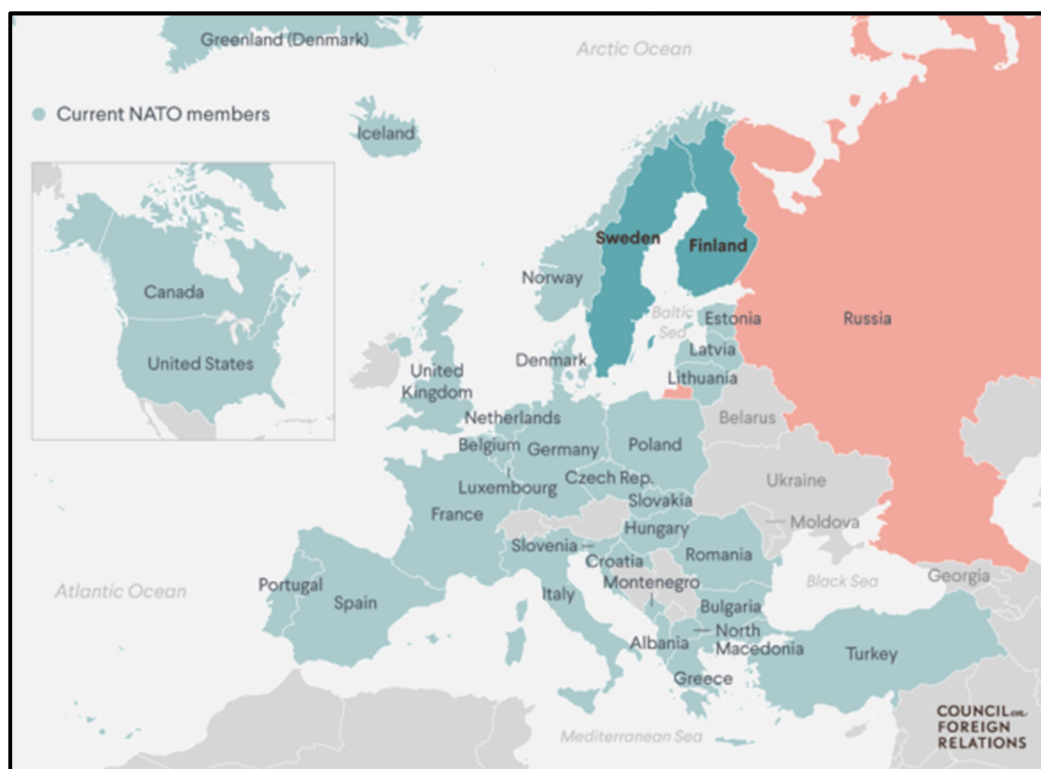 Greenland (Denmark)
Arctic Ocean
Current NATO members
Iceland
Sweden
Finland
Norway
Canada
Baltic
Sea
Estonia
Russia
Latvia
Denmark
United States
United
Kingdom
Lithuania
Netherlands
Belarus
Belgium
Germany
Poland
Czech Rep.
Ukraine
Luxembourg
Slovakia
France
Moldova
Hungary
Slovenia
Romania
Croatia
Georgia
Portugal
Montenegro
Black Sea
Atlantic Ocean
Spain
Italy
Bulgaria
North
Macedonia
Albania
Turkey
Greece
COUNCIL on
FOREIGN
RELATIONS
Mediterranean Sea